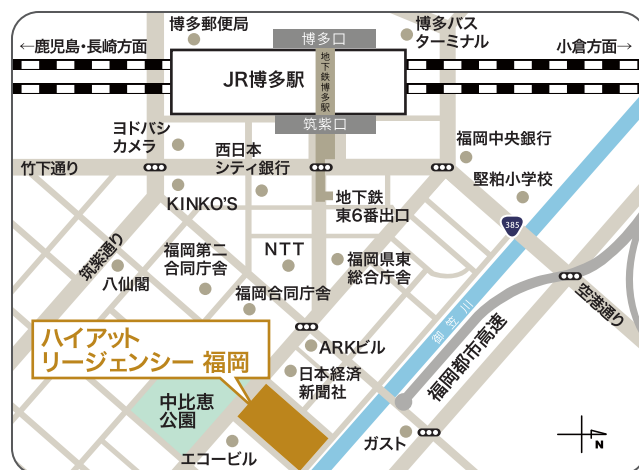 博多郵便局
博多口
博多バス
ターミナル
←鹿児島・長崎方面
小倉方面→
JR博多駅
地下鉄博多駅
筑紫口
ヨドバシ
カメラ
西日本
シティ銀行
福岡中央銀行
竹下通り
堅粕小学校
KINKO'S
地下鉄
東6番出口
385
筑紫通り
福岡第二
合同庁舎
NTT
福岡県東
総合庁舎
八仙閣
空港通り
福岡合同庁舎
御笠川
福岡都市高速
ハイアット
リージェンシー 福岡
ARKビル
日本経済
新聞社
中比恵
公園
エコービル
ガスト
N